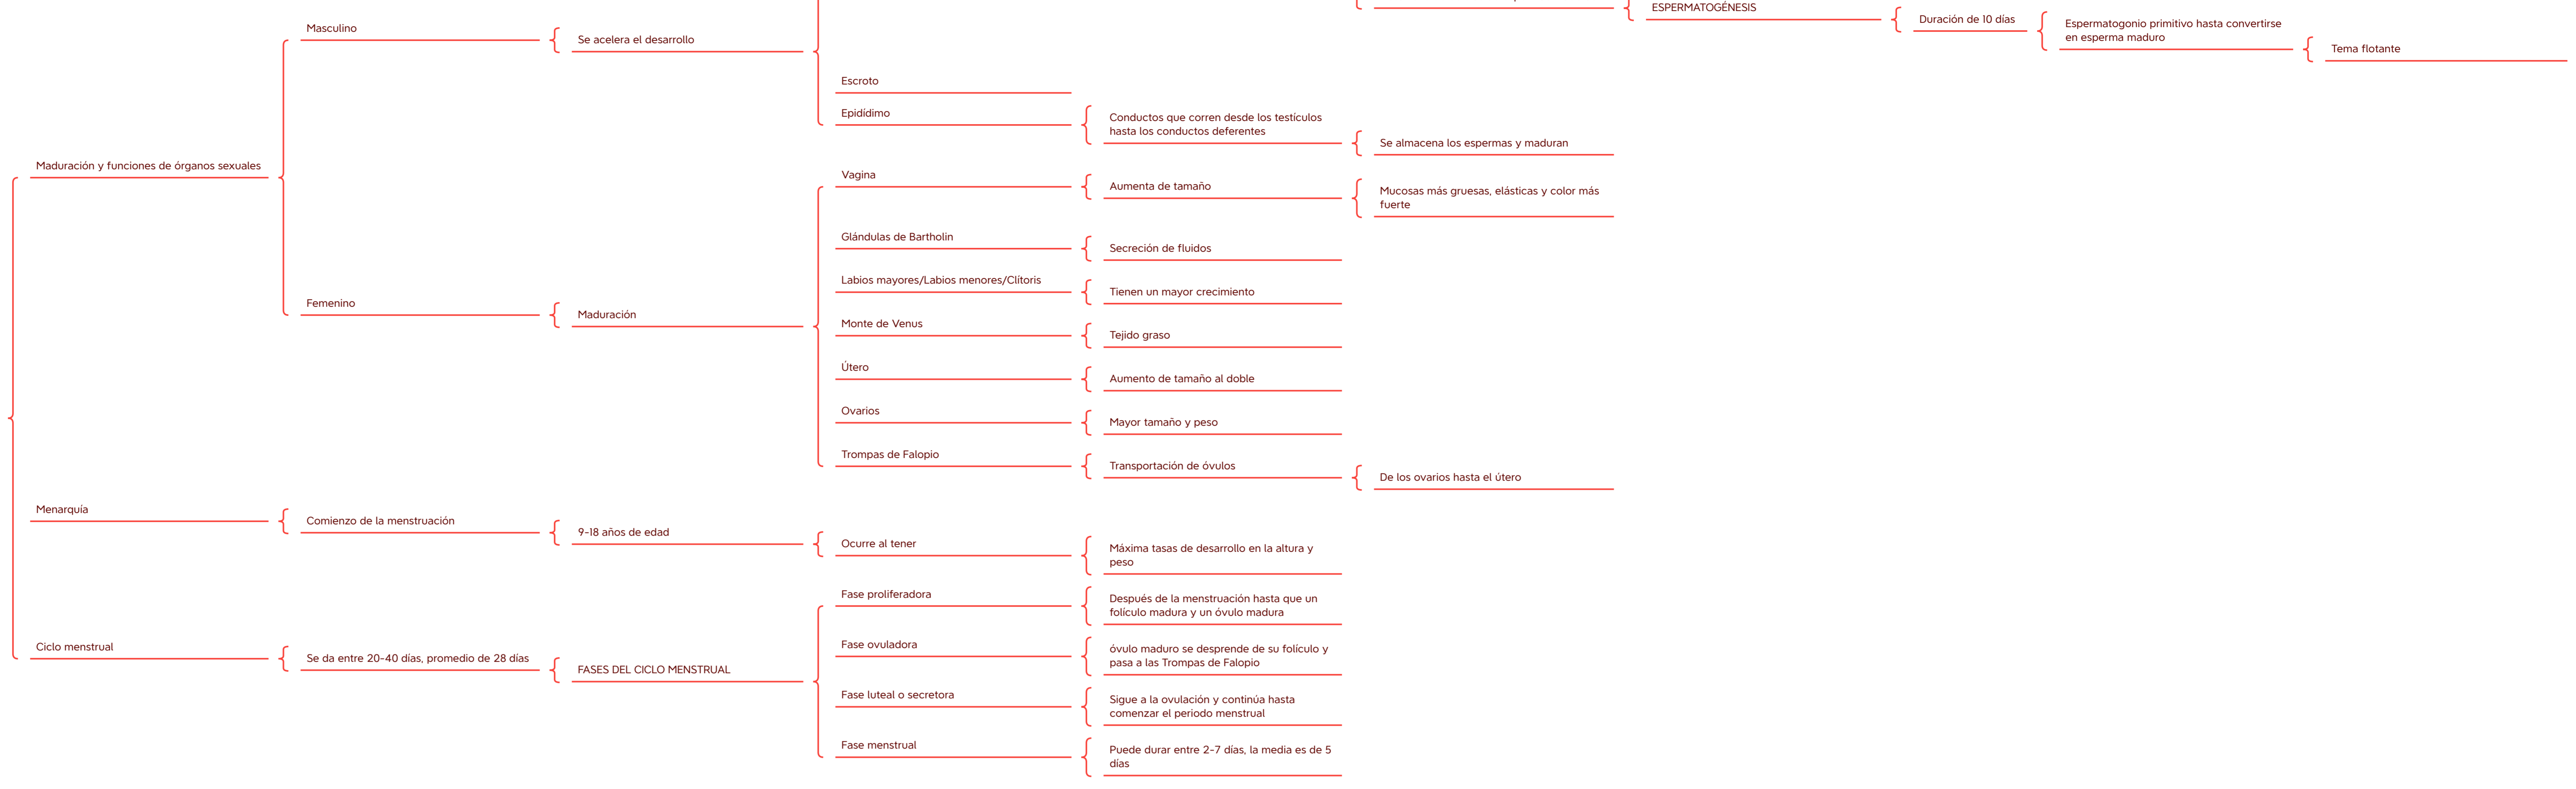 Maduración y funciones de órganos sexuales
Masculino
Se acelera el desarrollo
ESPERMATOGÉNESIS
Duración de 10 días
Espermatogonio primitivo hasta convertirse
en esperma maduro
Tema flotante
Escroto
Epidídimo
Conductos que corren desde los testículos
hasta los conductos deferentes
Se almacena los espermas y maduran
Femenino
Maduración
Vagina
Aumenta de tamaño
Mucosas más gruesas, elásticas y color más
fuerte
Glándulas de Bartholin
Secreción de fluidos
Labios mayores/Labios menores/Clítoris
Tienen un mayor crecimiento
Monte de Venus
Tejido graso
Útero
Aumento de tamaño al doble
Ovarios
Mayor tamaño y peso
Trompas de Falopio
Transportación de óvulos
De los ovarios hasta el útero
Menarquía
Comienzo de la menstruación
9-18 años de edad
Ocurre al tener
Máxima tasas de desarrollo en la altura y
peso
Ciclo menstrual
Se da entre 20-40 días, promedio de 28 días
FASES DEL CICLO MENSTRUAL
Fase proliferadora
Después de la menstruación hasta que un
folículo madura y un óvulo madura
Fase ovuladora
óvulo maduro se desprende de su folículo y
pasa a las Trompas de Falopio
Fase luteal o secretora
Sigue a la ovulación y continúa hasta
comenzar el periodo menstrual
Fase menstrual
Puede durar entre 2-7 días, la media es de 5
días